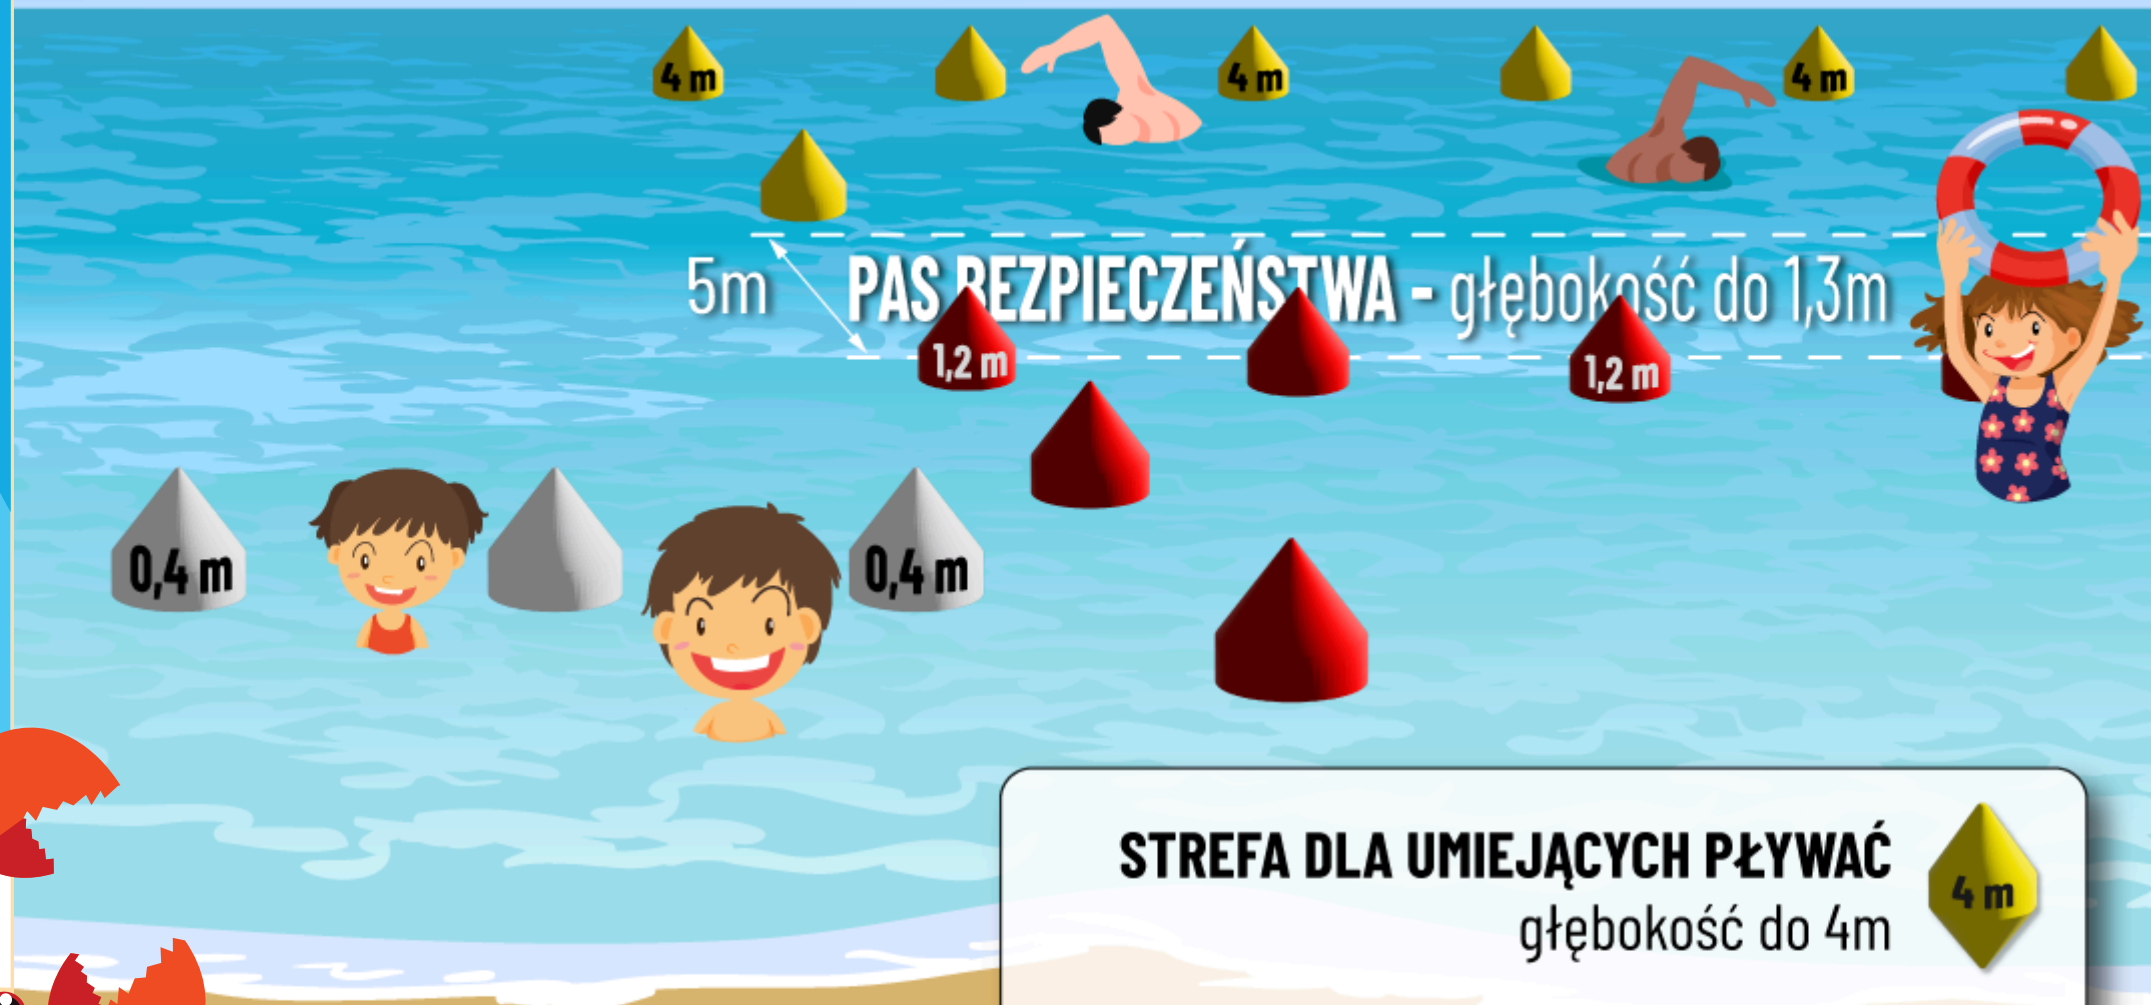 4 m
4 m
4 m
5m
PAS BEZPIECZEŃSTWA - głębokość do 1,3m
1,2 m
1,2 m
0,4 m
0,4 m
STREFA DLA UMIEJĄCYCH PŁYWAĆ
głębokość do 4m
4 m